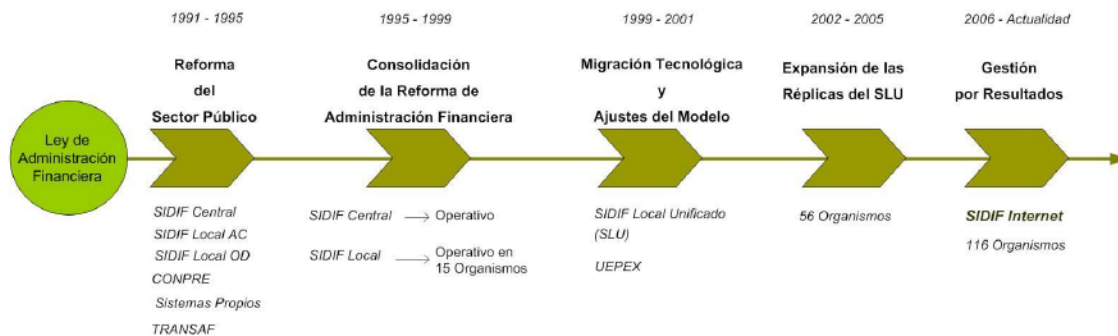 1991 - 1995
1995 - 1999
1999 - 2001
2002 - 2005
2006 - Actualidad
Reforma
del
Sector Público
Consolidación
de la Reforma de
Administración Financiera
Migración Tecnológica
y
Ajustes del Modelo
Expansión de las
Réplicas del SLU
Gestión
por Resultados
Ley de
Administración
Financiera
SIDIF Central
SIDIF Local AC
SIDIF Local OD
CONPRE
Sistemas Propios
TRANSAF
SIDIF Central
Operativo
SIDIF Local
Operativo en
15 Organismos
SIDIF Local Unificado
(SLU)
UEPEX
56 Organismos
SIDIF Internet
116 Organismos